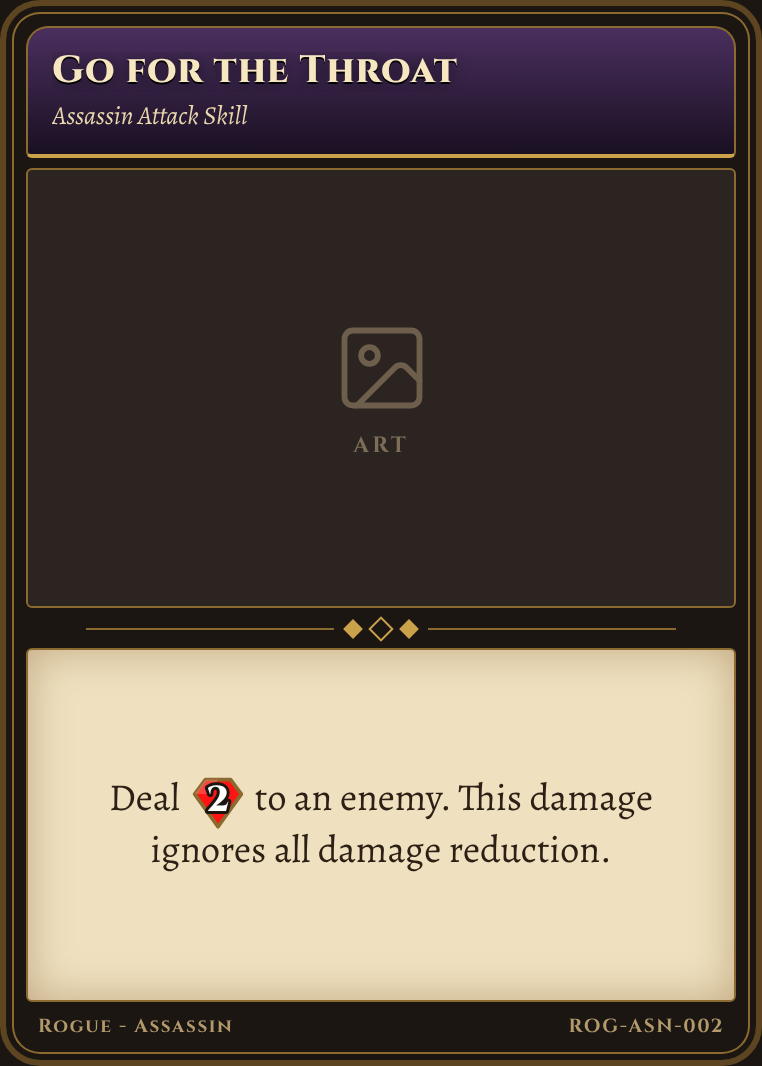 Go for the Throat
Assassin Attack Skill
ART
Deal 2 to an enemy. This damage
ignores all damage reduction.
Rogue - Assassin
ROG-ASN-002